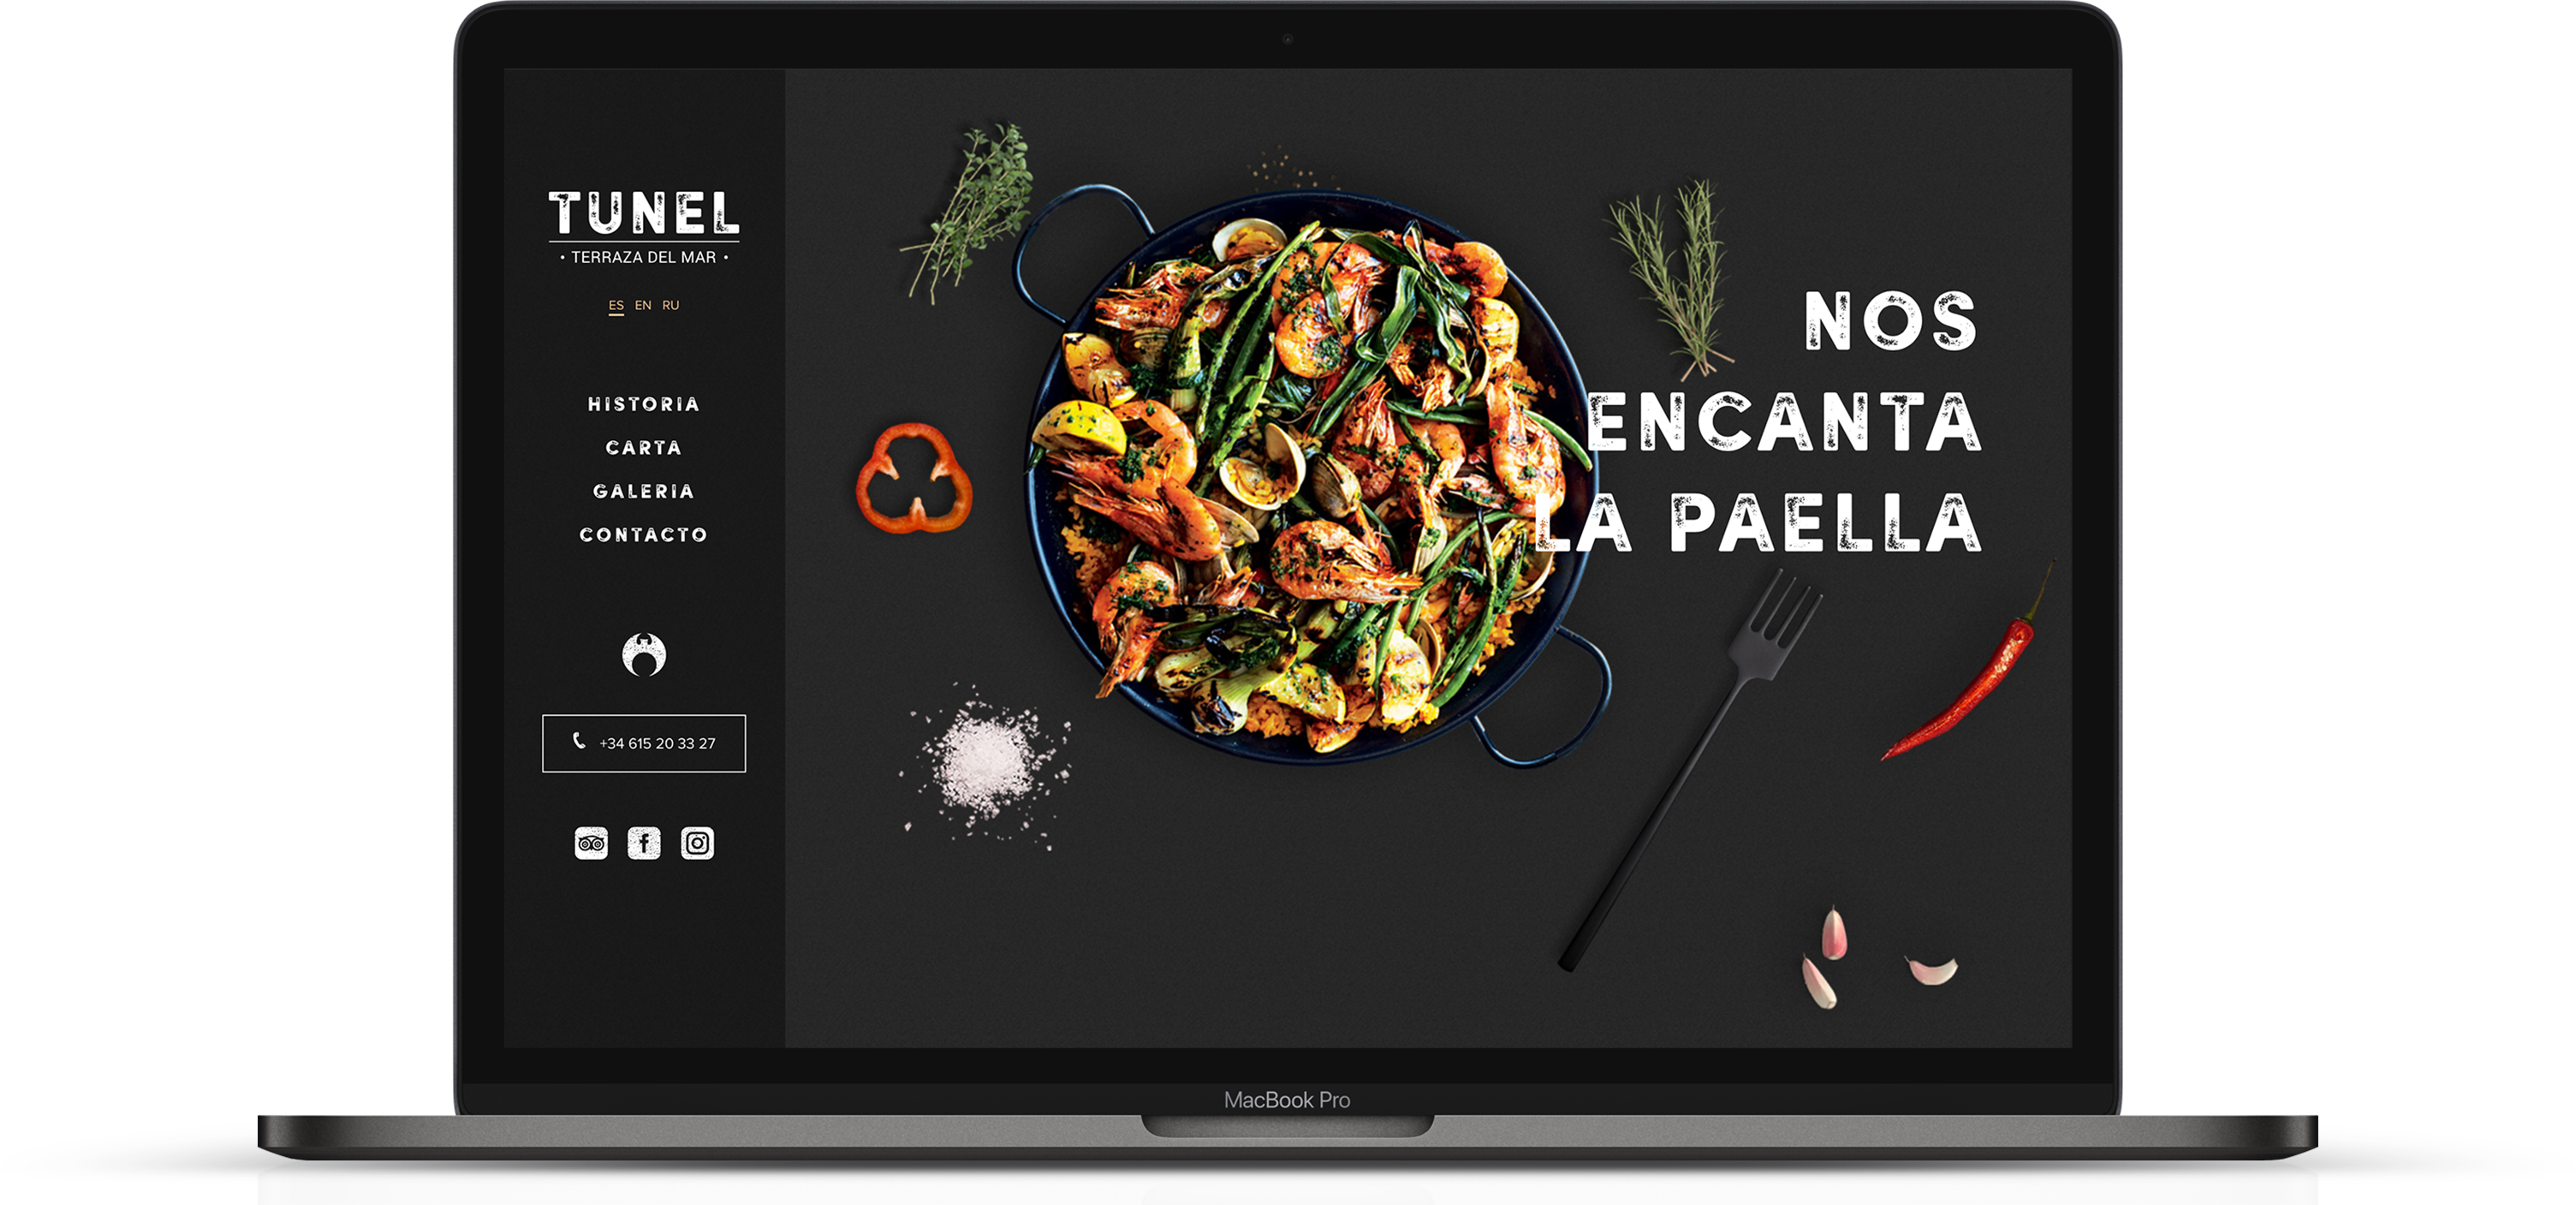 TUNEL
• TERRAZA DEL MAR •
ES EN RU
HISTORIA
CARTA
GALERIA
CONTACTO
+34 615 20 33 27
NOS
ENCANTA
LA PAELLA
MacBook Pro